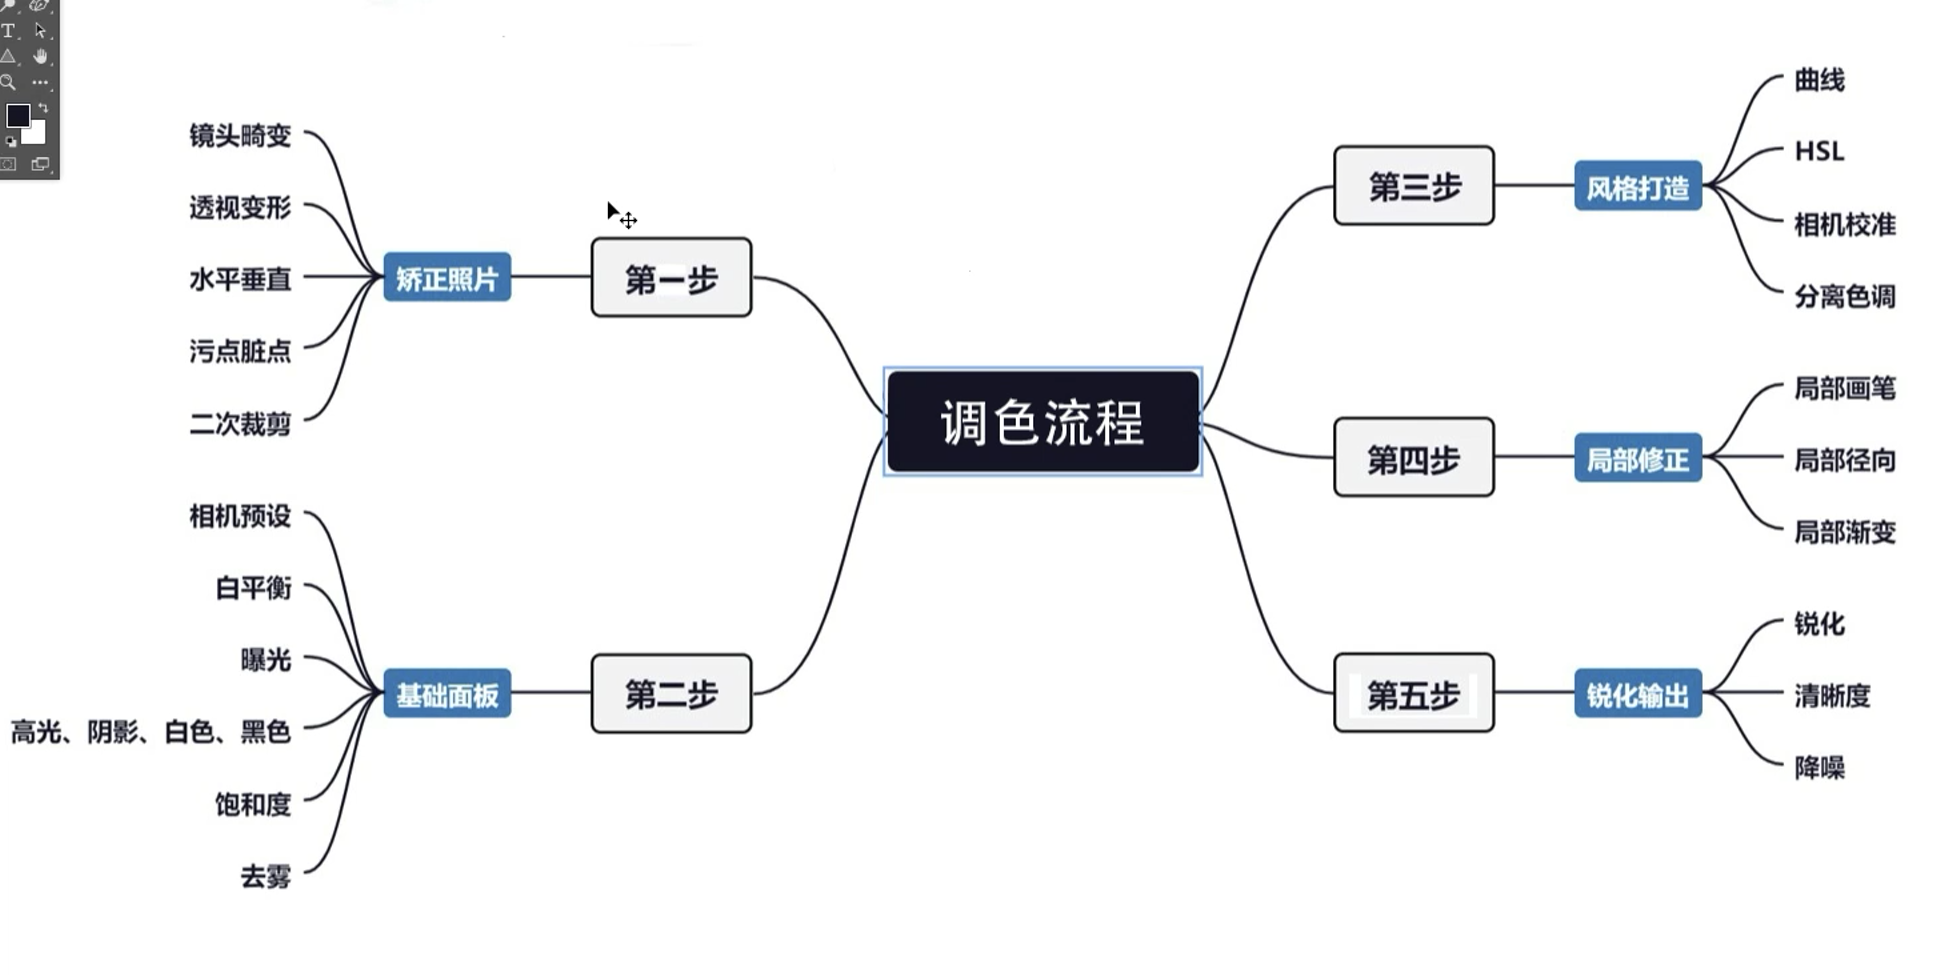 调色流程
第一步
矫正照片
镜头畸变
透视变形
水平垂直
污点脏点
二次裁剪
第二步
基础面板
相机预设
白平衡
曝光
高光、阴影、白色、黑色
饱和度
去雾
第三步
风格打造
曲线
HSL
相机校准
分离色调
第四步
局部修正
局部画笔
局部径向
局部渐变
第五步
锐化输出
锐化
清晰度
降噪